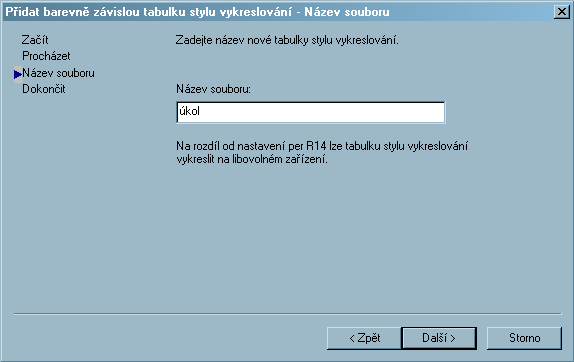 Přidat barevně závislou tabulku stylu vykreslování - Název souboru
Začít
Procházet
Název souboru
Dokončit
Zadejte název nové tabulky stylu vykreslování.
Název souboru:
úkol
Na rozdíl od nastavení per R14 lze tabulku stylu vykreslování
vykreslit na libovolném zařízení.
< Zpět
Další >
Storno